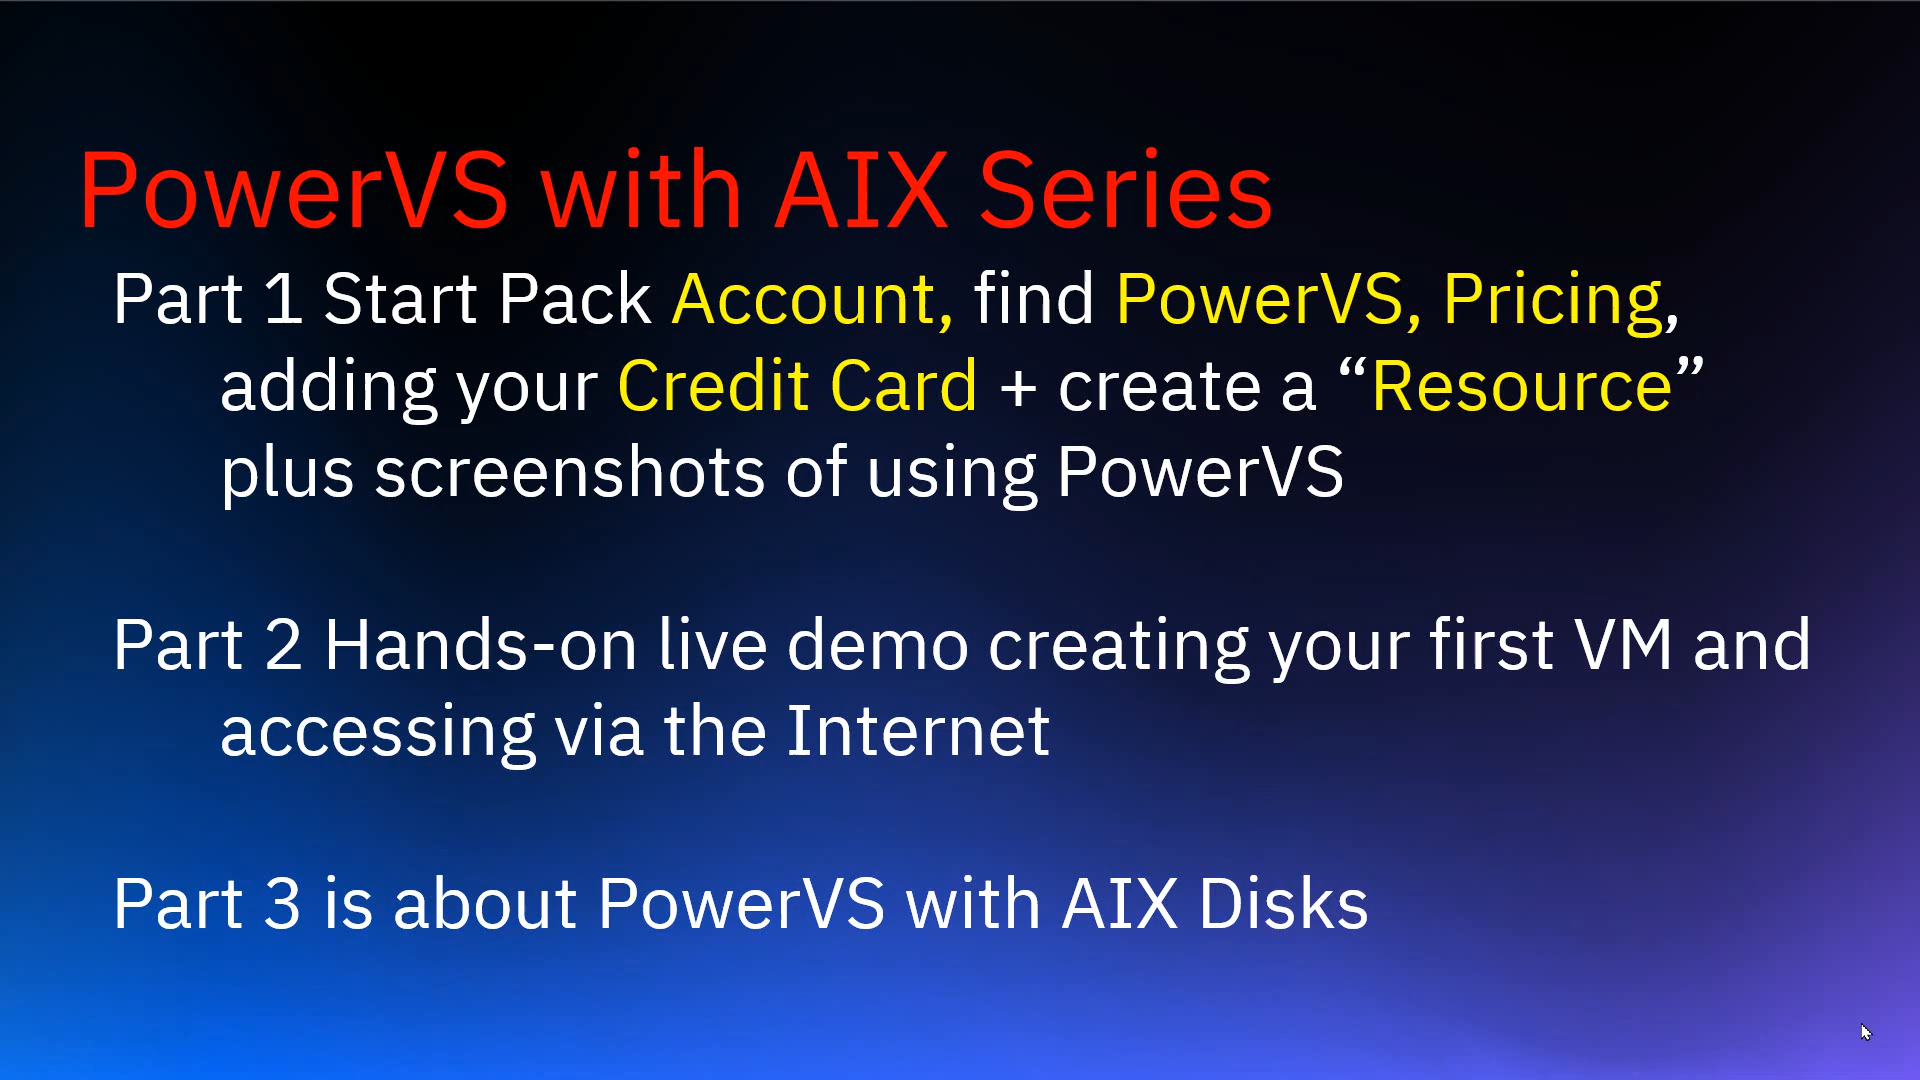 PowerVS with AIX Series
Part 1 Start Pack Account, find PowerVS, Pricing,
adding your Credit Card + create a “Resource”
plus screenshots of using PowerVS
Part 2 Hands-on live demo creating your first VM and
accessing via the Internet
Part 3 is about PowerVS with AIX Disks